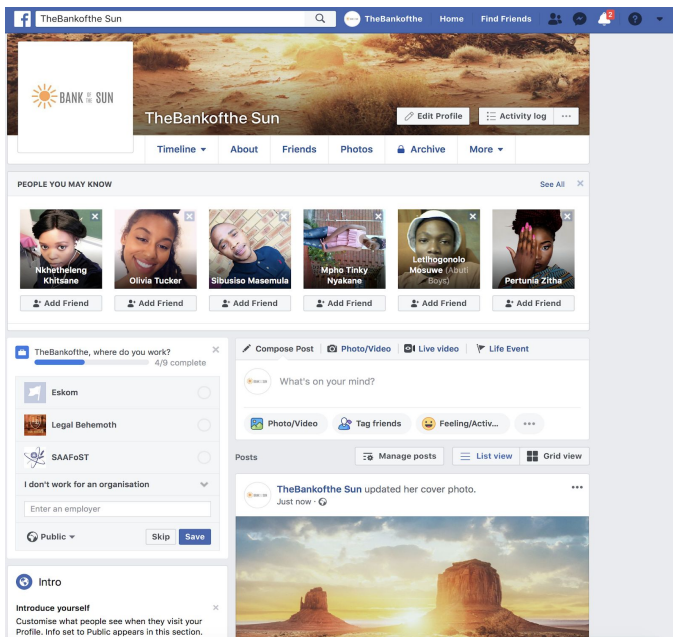 TheBankofthe Sun
TheBankofthe
Home
Find Friends
2
BANK OF THE SUN
TheBankofthe Sun
Edit Profile
Activity log
Timeline
About
Friends
Photos
Archive
More
PEOPLE YOU MAY KNOW
See All
Nkhetheleng
Khitsane
Olivia Tucker
Sibusiso Masemula
Mpho Tinky
Nyakane
Letlhogonolo
Mosuwe (Abuti
Boys)
Pertunia Zitha
Add Friend
Add Friend
Add Friend
Add Friend
Add Friend
Add Friend
TheBankofthe, where do you work?
4/9 complete
Eskom
Legal Behemoth
SAAFoST
I don't work for an organisation
Enter an employer
Public
Skip
Save
Intro
Introduce yourself
Customise what people see when they visit your
Profile. Info set to Public appears in this section.
Compose Post
Photo/Video
Live video
Life Event
What's on your mind?
Photo/Video
Tag friends
Feeling/Activ...
Posts
Manage posts
List view
Grid view
TheBankofthe Sun updated her cover photo.
Just now ·